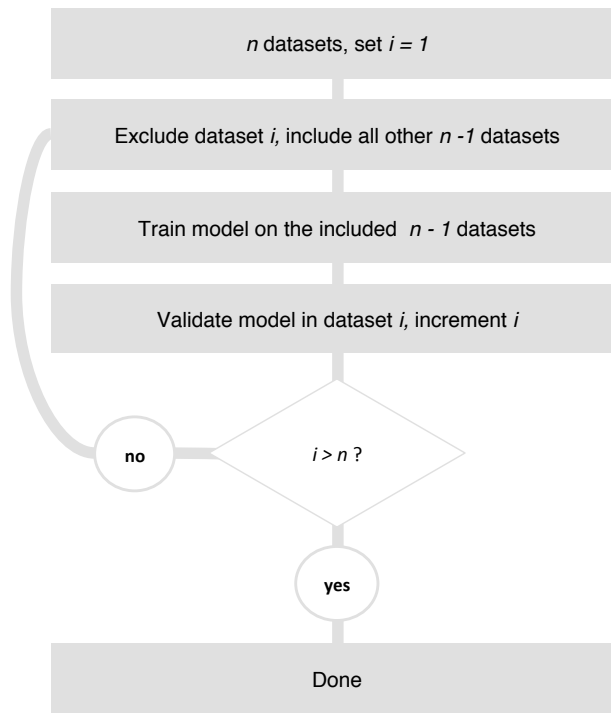 n datasets, set i = 1
Exclude dataset i, include all other n -1 datasets
Train model on the included n - 1 datasets
Validate model in dataset i, increment i
i > n ?
no
yes
Done